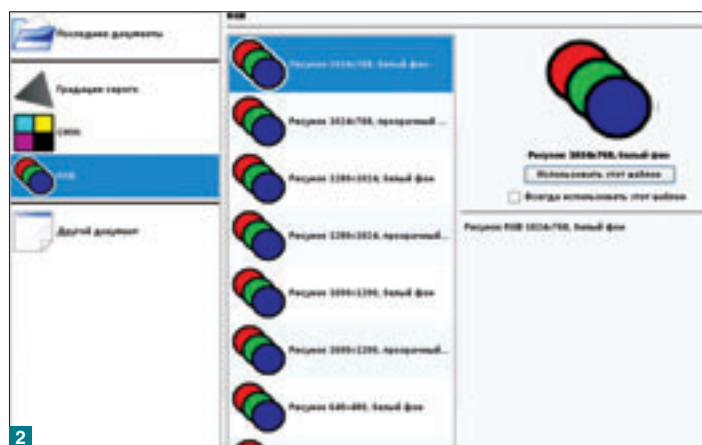 RGB
Последние документы
Градации серого
CMYK
RGB
Другой документ
Рисунок 1024x768, белый фон
Рисунок 1024x768, прозрачный ...
Рисунок 1280x1024, белый фон
Рисунок 1280x1024, прозрачный...
Рисунок 1600x1200, белый фон
Рисунок 1600x1200, прозрачный...
Рисунок 640x480, белый фон
Рисунок 1024x768, белый фон
Использовать этот шаблон
Всегда использовать этот шаблон
Рисунок RGB 1024x768, белый фон
2